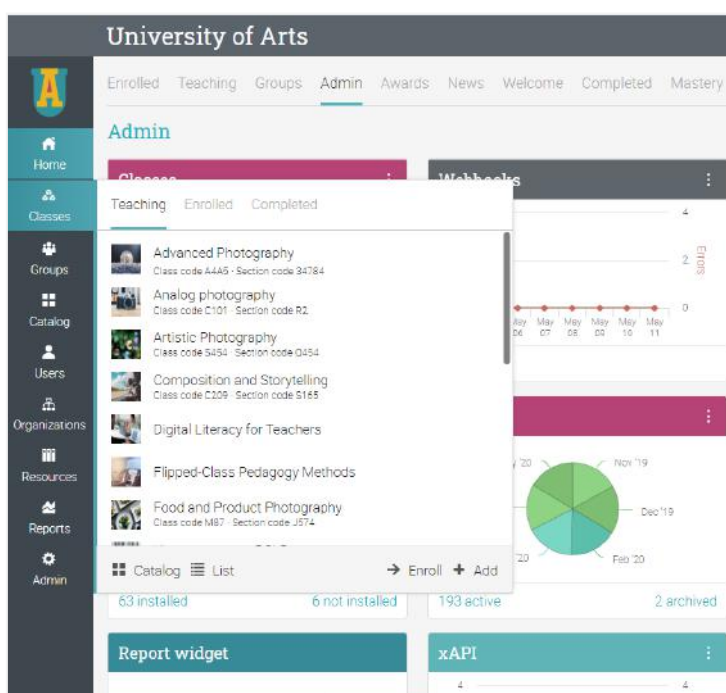 University of Arts
Enrolled Teaching Groups Admin Awards News Welcome Completed Mastery
Admin
Home
Classes
Groups
Catalog
Users
Organizations
Resources
Reports
Admin
Classes
Webhooks
Teaching Enrolled Completed
Advanced Photography
Class code A4A5 · Section code 34784
Analog photography
Class code C101 · Section code R2
Artistic Photography
Class code S454 · Section code O454
Composition and Storytelling
Class code C209 · Section code S165
Digital Literacy for Teachers
Flipped-Class Pedagogy Methods
Food and Product Photography
Class code M87 · Section code J574
Catalog List Enroll Add
4
2
Errors
0
May 06 May 07 May 08 May 09 May 10 May 11
'20 Nov '19
Dec '19
'20 Feb '20
63 installed 6 not installed
193 active 2 archived
Report widget
xAPI
4 4